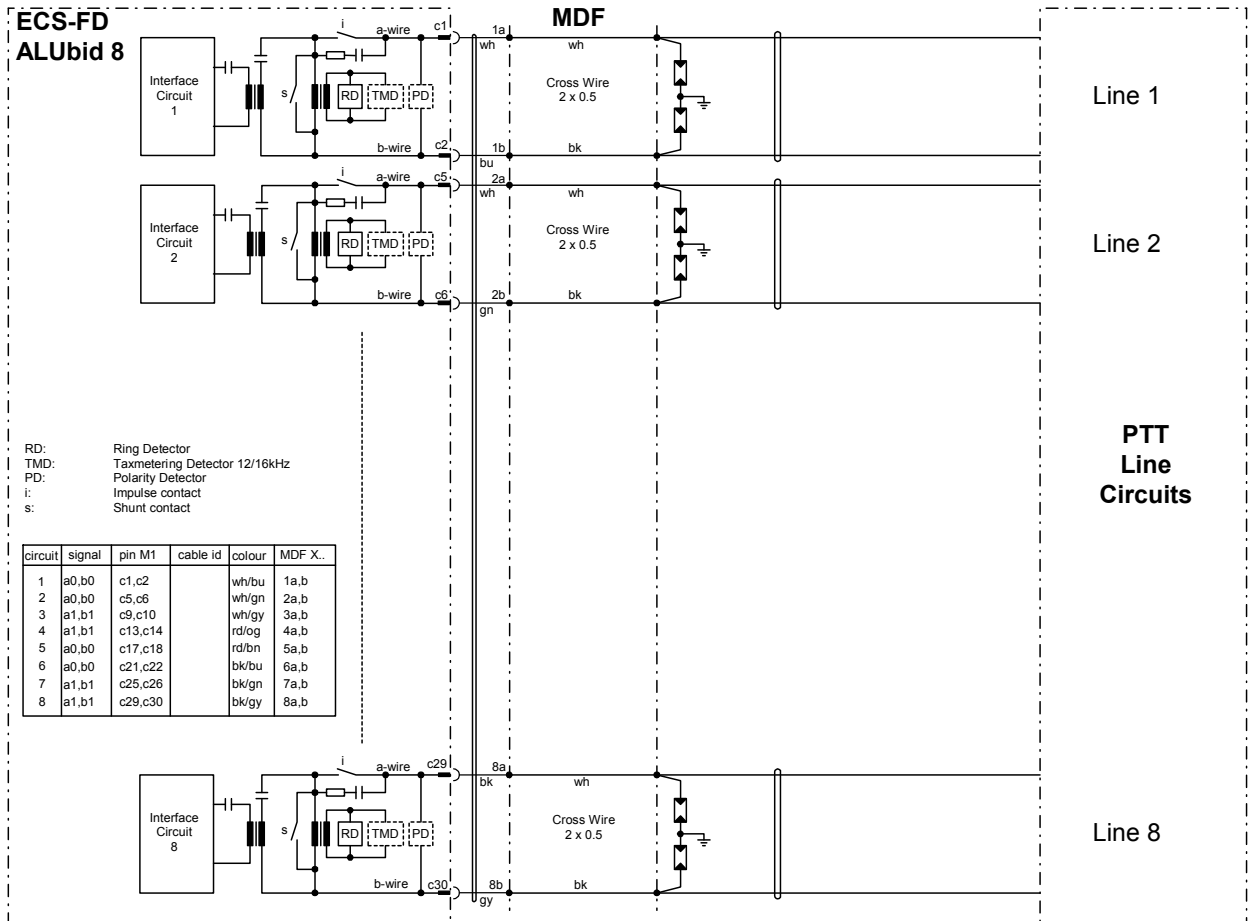 ECS-FD
ALUbid 8
MDF
Interface
Circuit
1
i
a-wire
c1
s
RD
TMD
PD
b-wire
c2
1a
wh
wh
Cross Wire
2 x 0.5
1b
bu
bk
Line 1
Interface
Circuit
2
i
a-wire
c5
s
RD
TMD
PD
b-wire
c6
2a
wh
wh
Cross Wire
2 x 0.5
2b
gn
bk
Line 2
PTT
Line
Circuits
RD: Ring Detector
TMD: Taxmetering Detector 12/16kHz
PD: Polarity Detector
i: Impulse contact
s: Shunt contact
circuit signal pin M1 cable id colour MDF X..
1 a0,b0 c1,c2 wh/bu 1a,b
2 a0,b0 c5,c6 wh/gn 2a,b
3 a1,b1 c9,c10 wh/gy 3a,b
4 a1,b1 c13,c14 rd/og 4a,b
5 a0,b0 c17,c18 rd/bn 5a,b
6 a0,b0 c21,c22 bk/bu 6a,b
7 a1,b1 c25,c26 bk/gn 7a,b
8 a1,b1 c29,c30 bk/gy 8a,b
Interface
Circuit
8
i
a-wire
c29
s
RD
TMD
PD
b-wire
c30
8a
bk
wh
Cross Wire
2 x 0.5
8b
gy
bk
Line 8